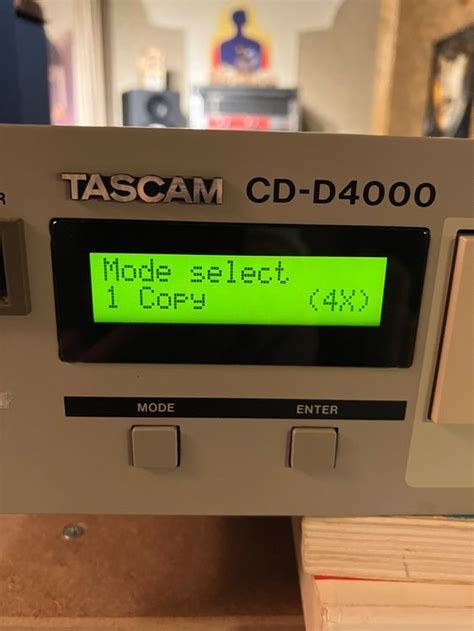 TASCAM CD-D4000
Mode select
1 Copy (4X)
MODE ENTER